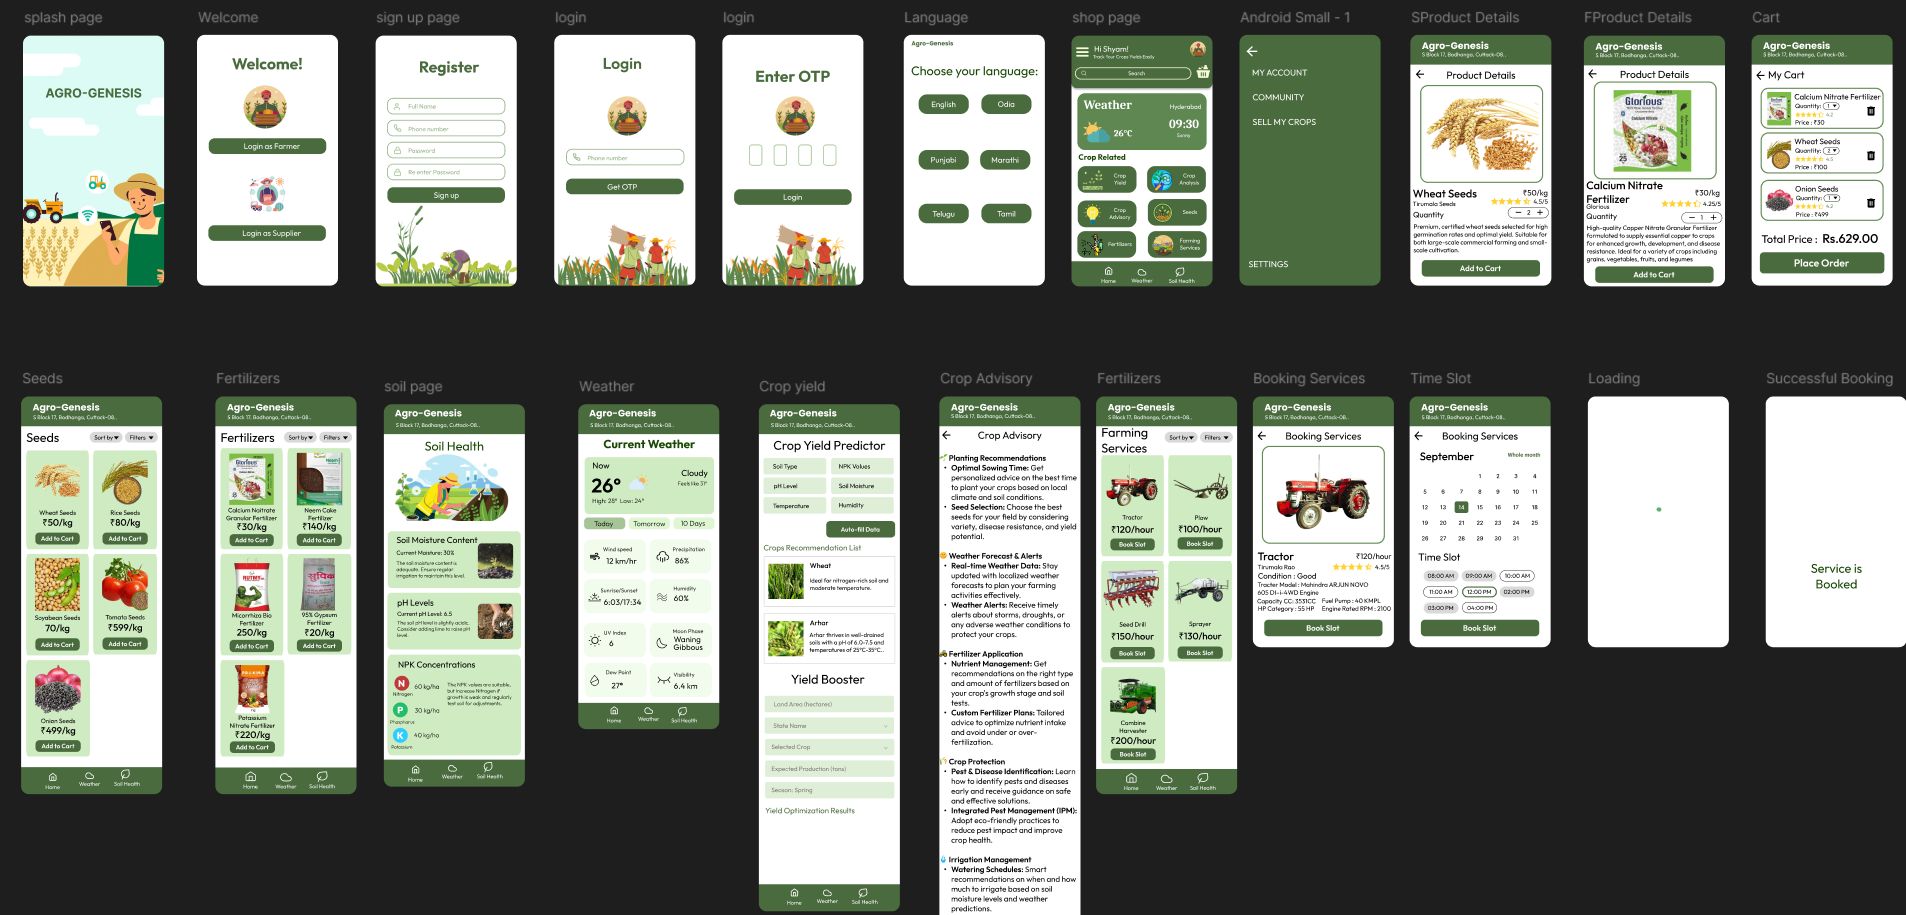 splash page
AGRO-GENESIS
Welcome
Welcome!
Login as Farmer
Login as Supplier
sign up page
Register
Full Name
Phone number
Password
Re enter Password
Sign up
login
Login
Phone number
Get OTP
login
Enter OTP
Login
Language
Agro-Genesis
Choose your language:
English
Odia
Punjabi
Marathi
Telugu
Tamil
shop page
Hi Shyam!
Track Your Crops Yields Easily
Search
Weather
Hyderabad
26°C
09:30
Sunny
Crop Related
Crop
Yield
Crop
Analysis
Crop
Advisory
Seeds
Fertilizers
Farming
Services
Home
Weather
Soil Health
Android Small - 1
MY ACCOUNT
COMMUNITY
SELL MY CROPS
SETTINGS
SProduct Details
Agro-Genesis
S Block 17, Badhanga, Cuttack-08..
Product Details
Wheat Seeds
₹50/kg
Tirumala Seeds
4.5/5
Quantity
2
Premium, certified wheat seeds selected for high
germination rates and optimal yield. Suitable for
both large-scale commercial farming and small-
scale cultivation.
Add to Cart
FProduct Details
Agro-Genesis
S Block 17, Badhanga, Cuttack-08..
Product Details
Glorious
Calcium Nitrate
25
Calcium Nitrate
Fertilizer
₹30/kg
Glorious
4.25/5
Quantity
1
High-quality Copper Nitrate Granular Fertilizer
formulated to supply essential copper to crops
for enhanced growth, development, and disease
resistance. Ideal for a variety of crops including
grains, vegetables, fruits, and legumes
Add to Cart
Cart
Agro-Genesis
S Block 17, Badhanga, Cuttack-08..
My Cart
Calcium Nitrate Fertilizer
Quantity: 1
4.2
Price : ₹30
Wheat Seeds
Quantity: 2
4.5
Price : ₹100
Onion Seeds
Quantity: 1
4.2
Price : ₹499
Total Price : Rs.629.00
Place Order
Seeds
Agro-Genesis
S Block 17, Badhanga, Cuttack-08..
Seeds
Sort by
Filters
Wheat Seeds
₹50/kg
Add to Cart
Rice Seeds
₹80/kg
Add to Cart
Soyabean Seeds
70/kg
Add to Cart
Tomato Seeds
₹599/kg
Add to Cart
Onion Seeds
₹499/kg
Add to Cart
Home
Weather
Soil Health
Fertilizers
Agro-Genesis
S Block 17, Badhanga, Cuttack-08..
Fertilizers
Sort by
Filters
Glorious
Calcium Naitrate
Granular Fertilizer
₹30/kg
Add to Cart
Neem Cake
Fertilizer
₹140/kg
Add to Cart
Micorrniza Bio
Fertilizer
250/kg
Add to Cart
95% Gypsum
Fertilizer
₹20/kg
Add to Cart
Potassium
Nitrate Fertilizer
₹220/kg
Add to Cart
Home
Weather
Soil Health
soil page
Agro-Genesis
S Block 17, Badhanga, Cuttack-08..
Soil Health
Soil Moisture Content
Current Moisture: 30%
The soil moisture content is
adequate. Ensure regular
irrigation to maintain this level.
pH Levels
Current pH Level: 6.5
The soil pH level is slightly acidic.
Consider adding lime to raise pH
level.
pH
NPK Concentrations
N
Nitrogen
60 kg/ha
P
Phosphorus
30 kg/ha
K
Potassium
40 kg/ha
The NPK values are suitable,
but increase Nitrogen if
growth is weak and regularly
test soil for adjustments.
Home
Weather
Soil Health
Weather
Agro-Genesis
S Block 17, Badhanga, Cuttack-08..
Current Weather
Now
26°
High: 28° Low: 24°
Cloudy
Feels like 31°
Today
Tomorrow
10 Days
Wind speed
12 km/hr
Precipitation
86%
Sunrise/Sunset
6:03/17:34
Humidity
60%
UV Index
6
Moon Phase
Waning
Gibbous
Dew Point
27°
Visibility
6.4 km
Home
Weather
Soil Health
Crop yield
Agro-Genesis
S Block 17, Badhanga, Cuttack-08..
Crop Yield Predictor
Soil Type
NPK Values
pH Level
Soil Moisture
Temperature
Humidity
Auto-fill Data
Crops Recommendation List
Wheat
Ideal for nitrogen-rich soil and
moderate temperature.
Arhar
Arhar thrives in well-drained
soils with a pH of 6.0-7.5 and
temperatures of 25°C-35°C..
Yield Booster
Land Area (hectares)
State Name
Selected Crop
Expected Production (tons)
Season: Spring
Yield Optimization Results
Home
Weather
Soil Health
Crop Advisory
Agro-Genesis
S Block 17, Badhanga, Cuttack-08..
Crop Advisory
Planting Recommendations
• Optimal Sowing Time: Get
personalized advice on the best time
to plant your crops based on local
climate and soil conditions.
• Seed Selection: Choose the best
seeds for your field by considering
variety, disease resistance, and yield
potential.
Weather Forecast & Alerts
• Real-time Weather Data: Stay
updated with localized weather
forecasts to plan your farming
activities effectively.
• Weather Alerts: Receive timely
alerts about storms, droughts, or
any adverse weather conditions to
protect your crops.
Fertilizer Application
• Nutrient Management: Get
recommendations on the right type
and amount of fertilizers based on
your crop's growth stage and soil
tests.
• Custom Fertilizer Plans: Tailored
advice to optimize nutrient intake
and avoid under or over-
fertilization.
Crop Protection
• Pest & Disease Identification: Learn
how to identify pests and diseases
early and receive guidance on safe
and effective solutions.
• Integrated Pest Management (IPM):
Adopt eco-friendly practices to
reduce pest impact and improve
crop health.
Irrigation Management
• Watering Schedules: Smart
recommendations on when and how
much to irrigate based on soil
moisture levels and weather
predictions.
Fertilizers
Agro-Genesis
S Block 17, Badhanga, Cuttack-08..
Farming
Services
Sort by
Filters
Tractor
₹120/hour
Book Slot
Plow
₹100/hour
Book Slot
Seed Drill
₹150/hour
Book Slot
Sprayer
₹130/hour
Book Slot
Combine
Harvester
₹200/hour
Book Slot
Home
Weather
Soil Health
Booking Services
Agro-Genesis
S Block 17, Badhanga, Cuttack-08..
Booking Services
Tractor
₹120/hour
Tirumala Rao
4.5/5
Condition : Good
Tractor Model : Mahindra ARJUN NOVO
605 DI-i-4WD Engine
Capacity CC: 3531CC Fuel Pump : 40 KMPL
HP Category : 55 HP Engine Rated RPM : 2100
Book Slot
Time Slot
Agro-Genesis
S Block 17, Badhanga, Cuttack-08..
Booking Services
September
Whole month
1 2 3 4
5 6 7 8 9 10 11
12 13 14 15 16 17 18
19 20 21 22 23 24 25
26 27 28 29 30 31
Time Slot
08:00 AM 09:00 AM 10:00 AM
11:00 AM 12:00 PM 02:00 PM
03:00 PM 04:00 PM
Book Slot
Loading
Successful Booking
Service is
Booked